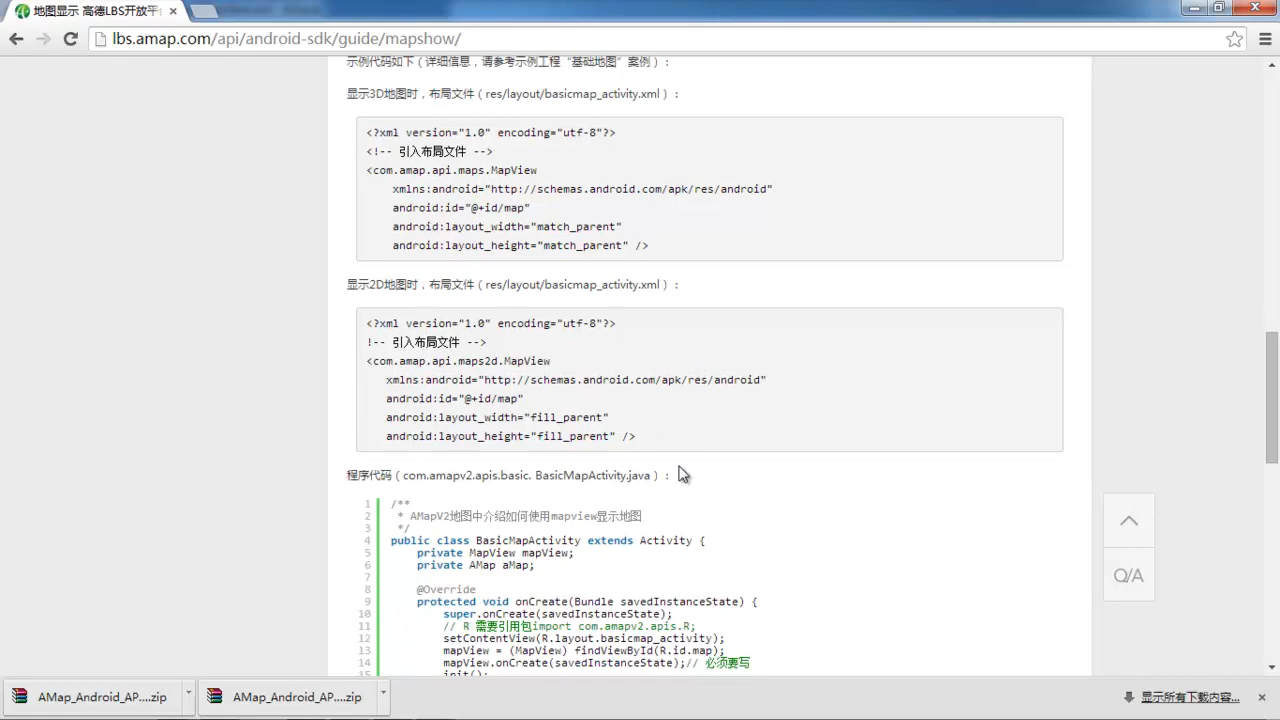 地图显示 高德LBS开放平台
lbs.amap.com/api/android-sdk/guide/mapshow/
示例代码如下（详细信息，请参考示例工程 "基础地图" 案例）：
显示3D地图时，布局文件（res/layout/basicmap_activity.xml）：
<?xml version="1.0" encoding="utf-8"?>
<!-- 引入布局文件 -->
<com.amap.api.maps.MapView
xmlns:android="http://schemas.android.com/apk/res/android"
android:id="@+id/map"
android:layout_width="match_parent"
android:layout_height="match_parent" />
显示2D地图时，布局文件（res/layout/basicmap_activity.xml）：
<?xml version="1.0" encoding="utf-8"?>
!-- 引入布局文件 -->
<com.amap.api.maps2d.MapView
xmlns:android="http://schemas.android.com/apk/res/android"
android:id="@+id/map"
android:layout_width="fill_parent"
android:layout_height="fill_parent" />
程序代码（com.amapv2.apis.basic. BasicMapActivity.java）：
1 /**
2 * AMapV2地图中介绍如何使用mapview显示地图
3 */
4 public class BasicMapActivity extends Activity {
5 private MapView mapView;
6 private AMap aMap;
7
8 @Override
9 protected void onCreate(Bundle savedInstanceState) {
10 super.onCreate(savedInstanceState);
11 // R 需要引用包import com.amapv2.apis.R;
12 setContentView(R.layout.basicmap_activity);
13 mapView = (MapView) findViewById(R.id.map);
14 mapView.onCreate(savedInstanceState);// 必须要写
15 init();
Q/A
AMap_Android_AP....zip
AMap_Android_AP....zip
显示所有下载内容...